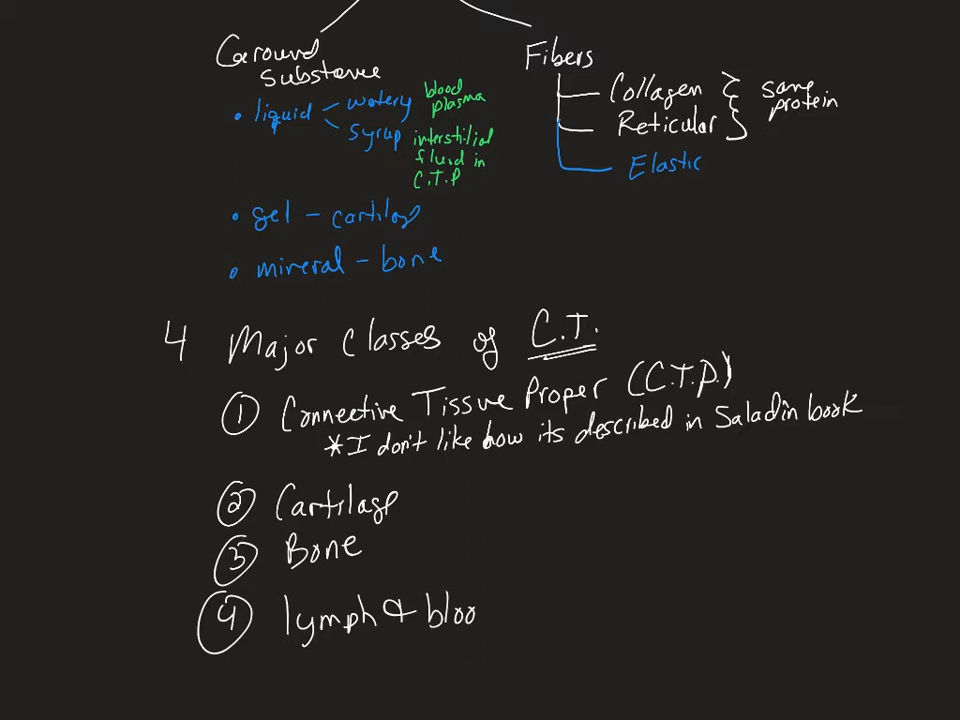 Ground
Substance
• liquid
watery
syrup
blood
plasma
interstitial
fluid in
C.T.P
• gel - cartilag
• mineral - bone
Fibers
Collagen
Reticular
same
protein
Elastic
4 Major Classes of C.T.
① Connective Tissue Proper (C.T.P.)
*I don't like how its described in Saladin book
② Cartilage
③ Bone
④ lymph & bloo